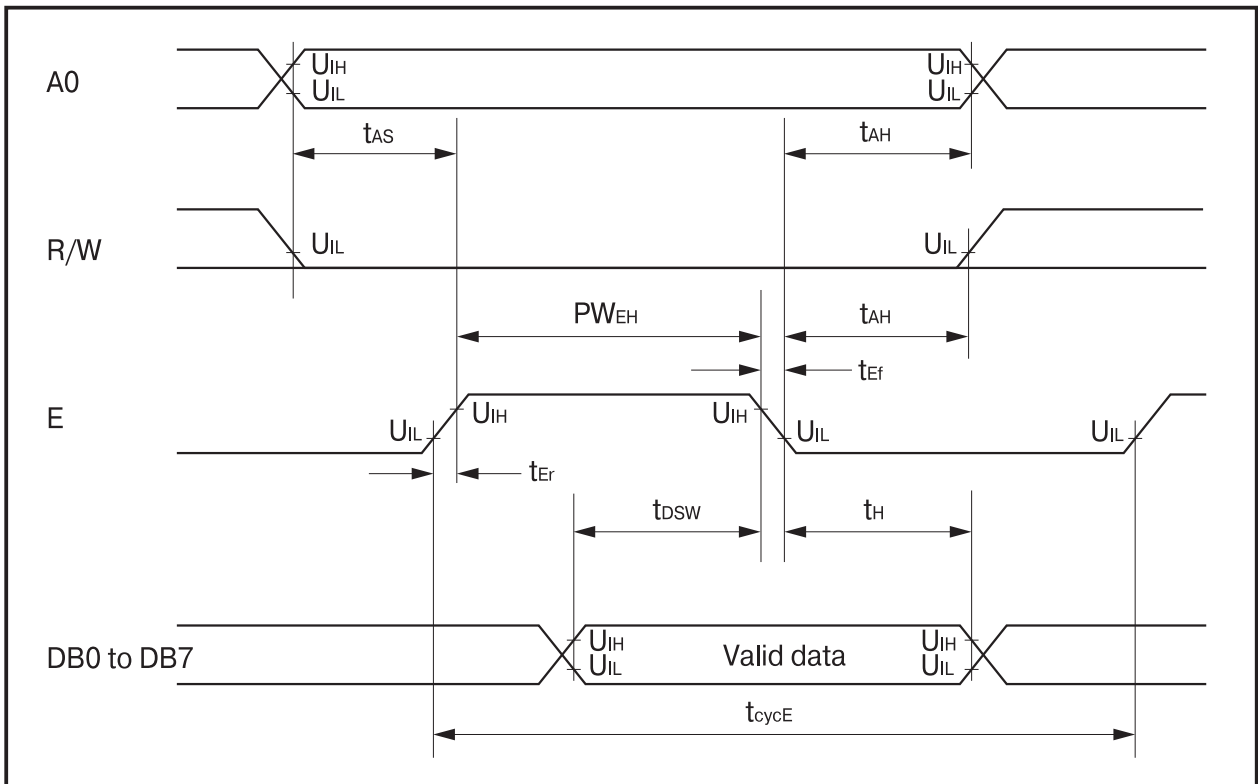 A0
UIH
UIL
UIH
UIL
tAS
tAH
R/W
UIL
UIL
PWEH
tAH
tEf
E
UIL
UIH
UIH
UIL
UIL
tEr
tDSW
tH
DB0 to DB7
UIH
UIL
Valid data
UIH
UIL
tcycE